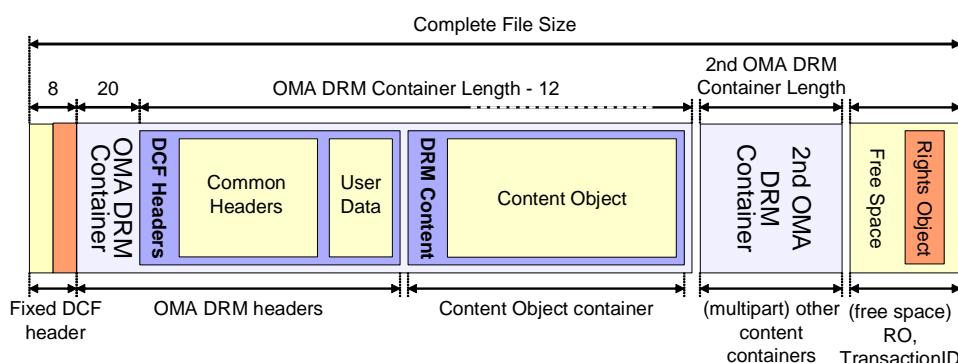 Complete File Size
8
20
OMA DRM Container Length - 12
2nd OMA DRM
Container Length
OMA DRM
Container
DCF Headers
Common
Headers
User
Data
DRM Content
Content Object
2nd OMA
DRM
Container
Free Space
Rights Object
Fixed DCF
header
OMA DRM headers
Content Object container
(multipart) other
content
containers
(free space)
RO,
TransactionID